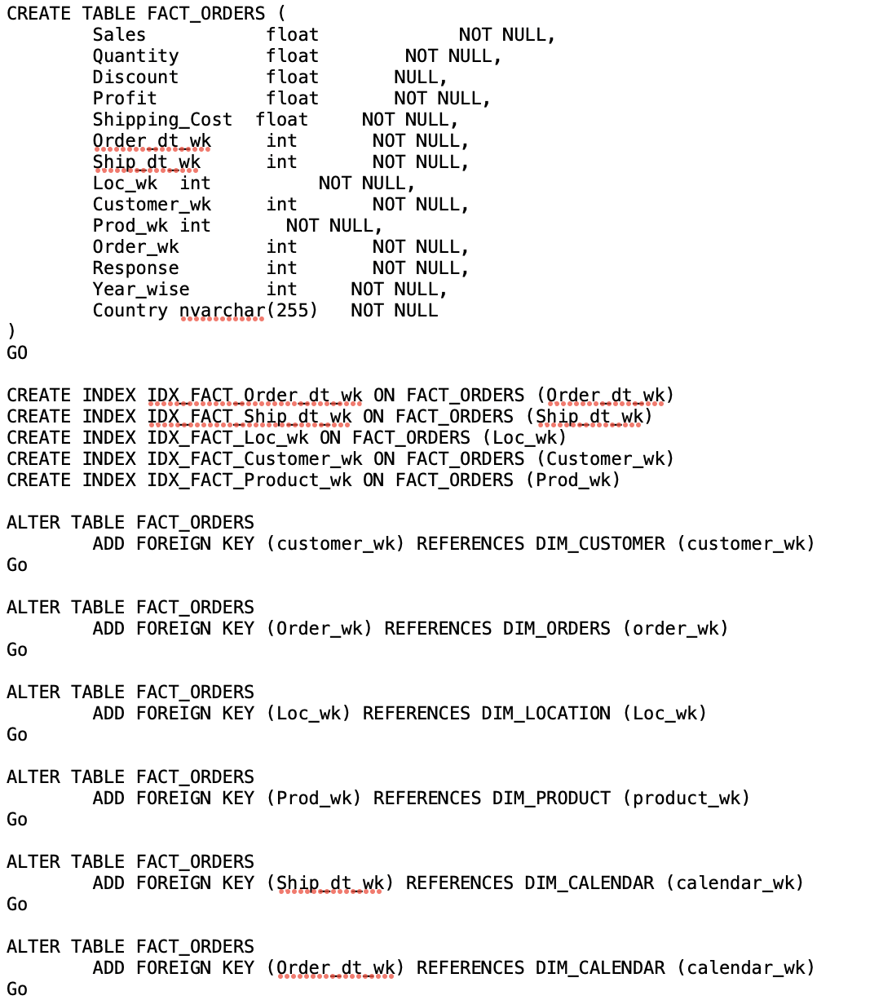 CREATE TABLE FACT_ORDERS (
Sales float NOT NULL,
Quantity float NOT NULL,
Discount float NULL,
Profit float NOT NULL,
Shipping_Cost float NOT NULL,
Order_dt_wk int NOT NULL,
Ship_dt_wk int NOT NULL,
Loc_wk int NOT NULL,
Customer_wk int NOT NULL,
Prod_wk int NOT NULL,
Order_wk int NOT NULL,
Response int NOT NULL,
Year_wise int NOT NULL,
Country nvarchar(255) NOT NULL
)
GO
CREATE INDEX IDX_FACT_Order_dt_wk ON FACT_ORDERS (Order_dt_wk)
CREATE INDEX IDX_FACT_Ship_dt_wk ON FACT_ORDERS (Ship_dt_wk)
CREATE INDEX IDX_FACT_Loc_wk ON FACT_ORDERS (Loc_wk)
CREATE INDEX IDX_FACT_Customer_wk ON FACT_ORDERS (Customer_wk)
CREATE INDEX IDX_FACT_Product_wk ON FACT_ORDERS (Prod_wk)
ALTER TABLE FACT_ORDERS
ADD FOREIGN KEY (customer_wk) REFERENCES DIM_CUSTOMER (customer_wk)
Go
ALTER TABLE FACT_ORDERS
ADD FOREIGN KEY (Order_wk) REFERENCES DIM_ORDERS (order_wk)
Go
ALTER TABLE FACT_ORDERS
ADD FOREIGN KEY (Loc_wk) REFERENCES DIM_LOCATION (Loc_wk)
Go
ALTER TABLE FACT_ORDERS
ADD FOREIGN KEY (Prod_wk) REFERENCES DIM_PRODUCT (product_wk)
Go
ALTER TABLE FACT_ORDERS
ADD FOREIGN KEY (Ship_dt_wk) REFERENCES DIM_CALENDAR (calendar_wk)
Go
ALTER TABLE FACT_ORDERS
ADD FOREIGN KEY (Order_dt_wk) REFERENCES DIM_CALENDAR (calendar_wk)
Go